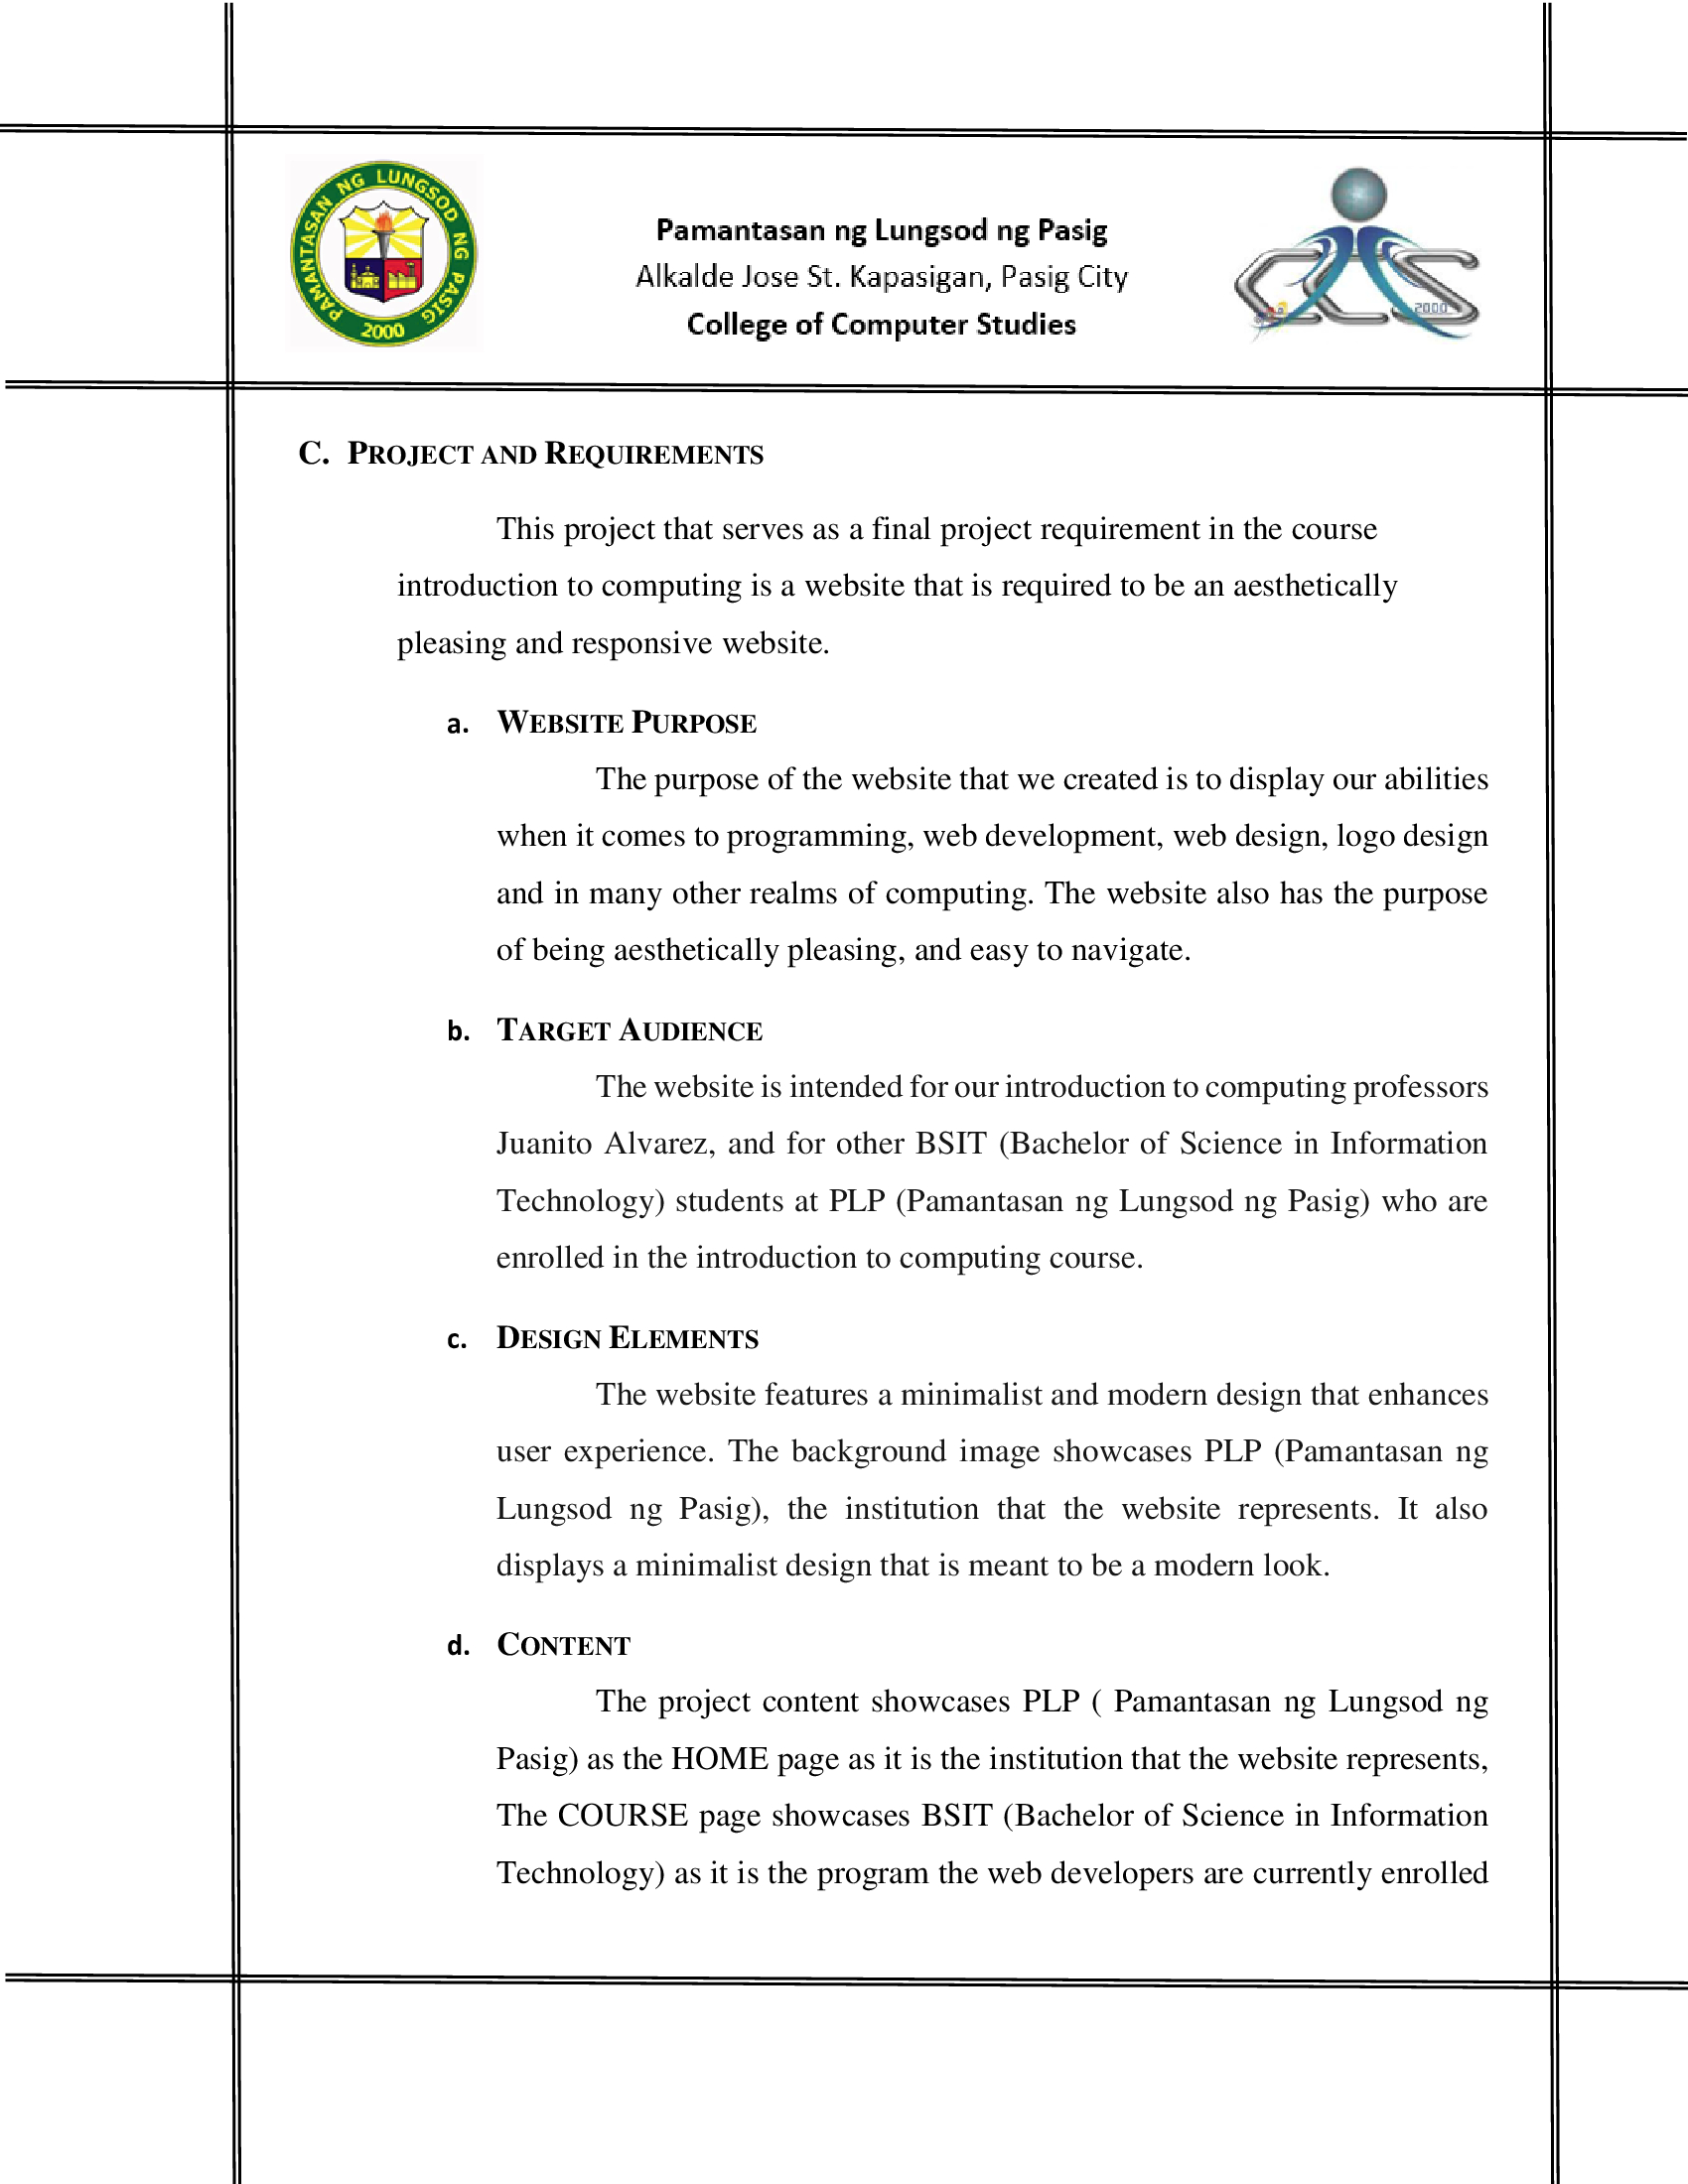 PAMANTASAN NG LUNGSOD NG PASIG
2000
Pamantasan ng Lungsod ng Pasig
Alkalde Jose St. Kapasigan, Pasig City
College of Computer Studies
CCS
2000
C. PROJECT AND REQUIREMENTS
This project that serves as a final project requirement in the course
introduction to computing is a website that is required to be an aesthetically
pleasing and responsive website.
a. WEBSITE PURPOSE
The purpose of the website that we created is to display our abilities
when it comes to programming, web development, web design, logo design
and in many other realms of computing. The website also has the purpose
of being aesthetically pleasing, and easy to navigate.
b. TARGET AUDIENCE
The website is intended for our introduction to computing professors
Juanito Alvarez, and for other BSIT (Bachelor of Science in Information
Technology) students at PLP (Pamantasan ng Lungsod ng Pasig) who are
enrolled in the introduction to computing course.
c. DESIGN ELEMENTS
The website features a minimalist and modern design that enhances
user experience. The background image showcases PLP (Pamantasan ng
Lungsod ng Pasig), the institution that the website represents. It also
displays a minimalist design that is meant to be a modern look.
d. CONTENT
The project content showcases PLP ( Pamantasan ng Lungsod ng
Pasig) as the HOME page as it is the institution that the website represents,
The COURSE page showcases BSIT (Bachelor of Science in Information
Technology) as it is the program the web developers are currently enrolled